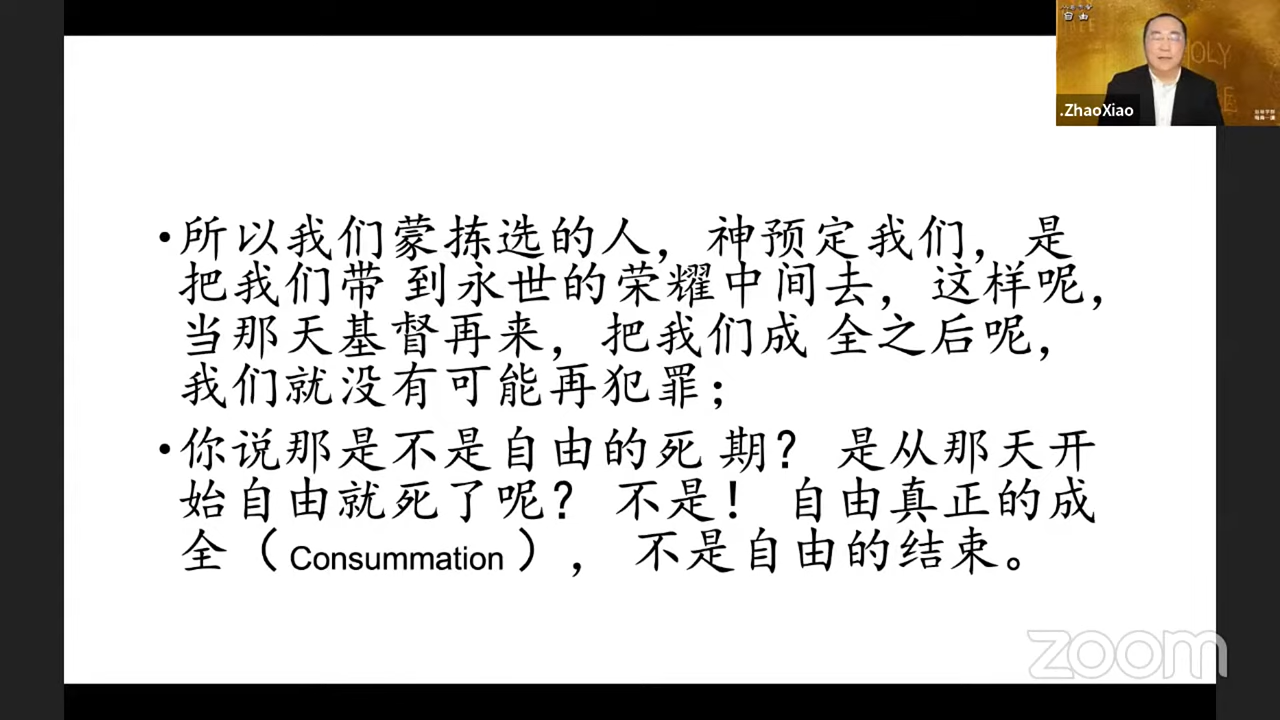 自由
OLY
.ZhaoXiao
•所以我们蒙拣选的人，神预定我们，是
把我们带 到永世的荣耀中间去，这样呢，
当那天基督再来，把我们成 全之后呢，
我们就没有可能再犯罪；
•你说那是不是自由的死 期？ 是从那天开
始自由就死了呢？ 不是！ 自由真正的成
全（Consummation）， 不是自由的结束。
zoom